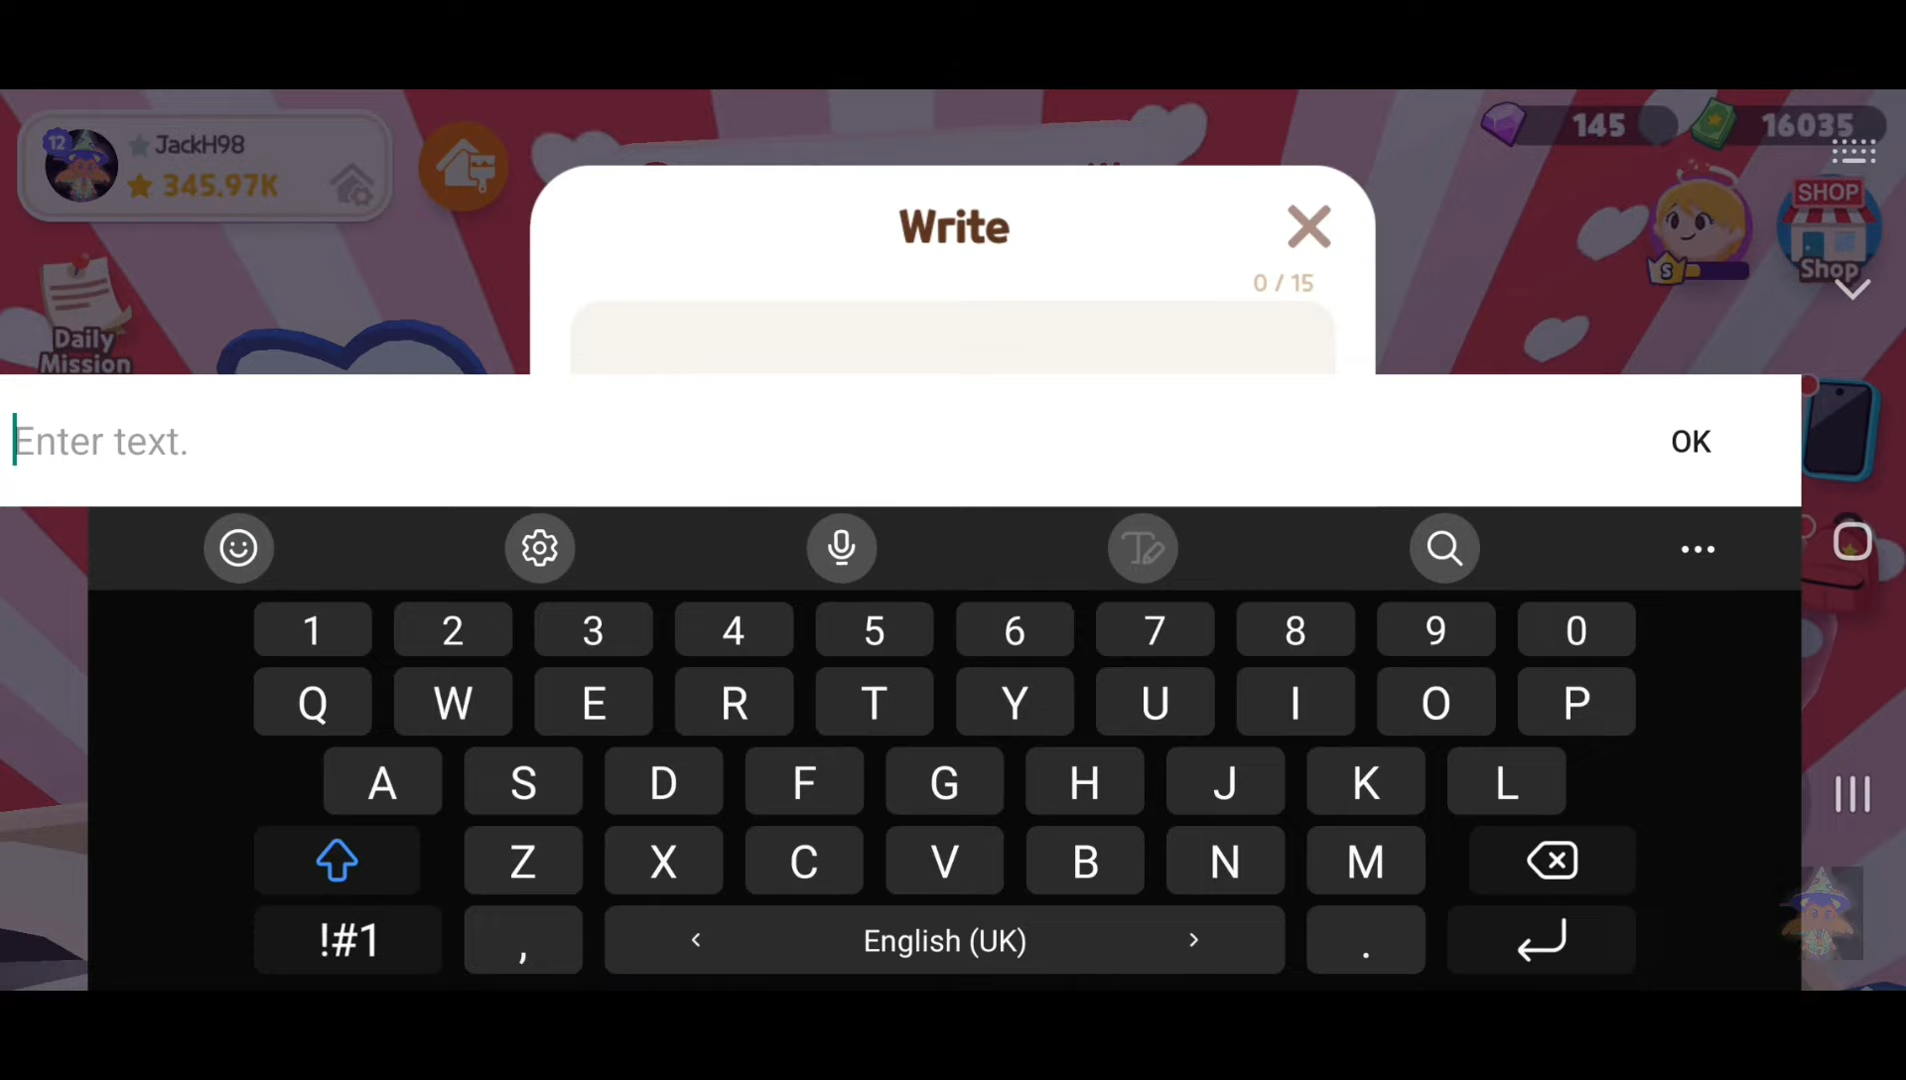 12
JackH98
345.97K
145
16035
Write
0 / 15
SHOP
S
Shop
Daily
Mission
Enter text.
OK
1 2 3 4 5 6 7 8 9 0
Q W E R T Y U I O P
A S D F G H J K L
Z X C V B N M
!#1 , English (UK) .